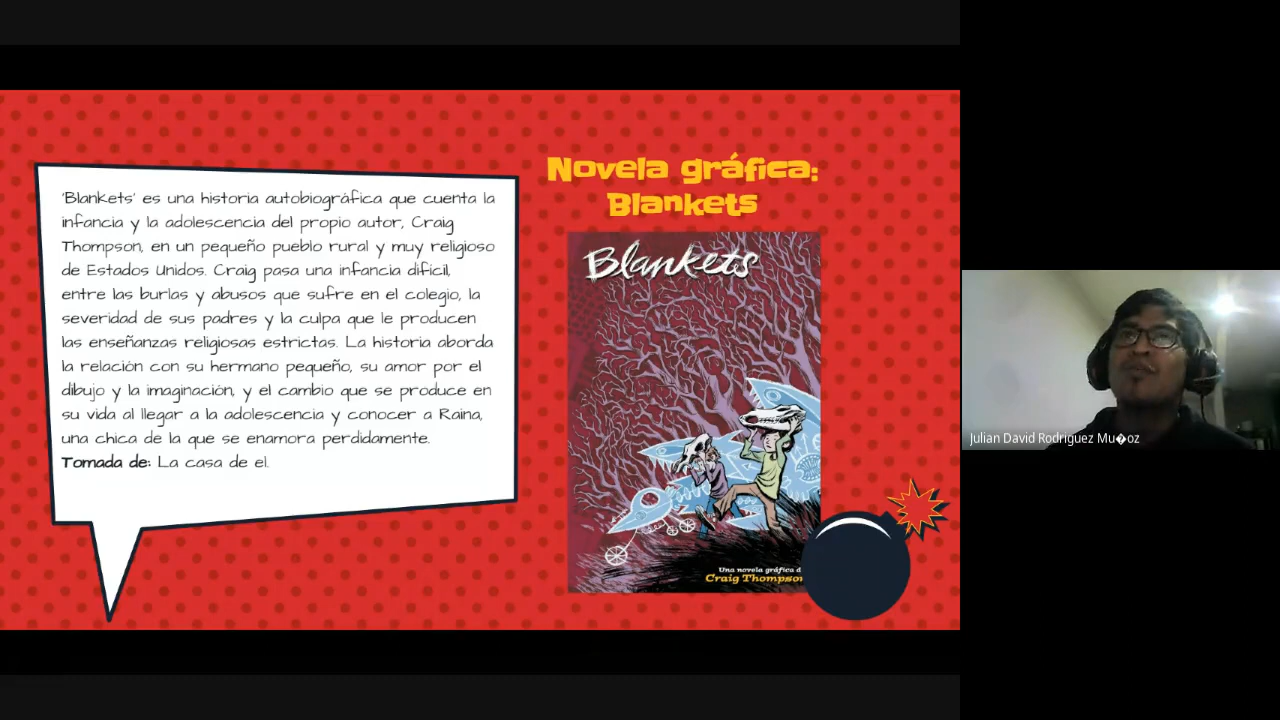 Novela gráfica:
Blankets
'Blankets' es una historia autobiográfica que cuenta la
infancia y la adolescencia del propio autor, Craig
Thompson, en un pequeño pueblo rural y muy religioso
de Estados Unidos. Craig pasa una infancia difícil,
entre las burlas y abusos que sufre en el colegio, la
severidad de sus padres y la culpa que le producen
las enseñanzas religiosas estrictas. La historia aborda
la relación con su hermano pequeño, su amor por el
dibujo y la imaginación, y el cambio que se produce en
su vida al llegar a la adolescencia y conocer a Raina,
una chica de la que se enamora perdidamente.
Tomada de: La casa de el.
Blankets
Una novela gráfica d
Craig Thompson
Julian David Rodriguez Mu�oz